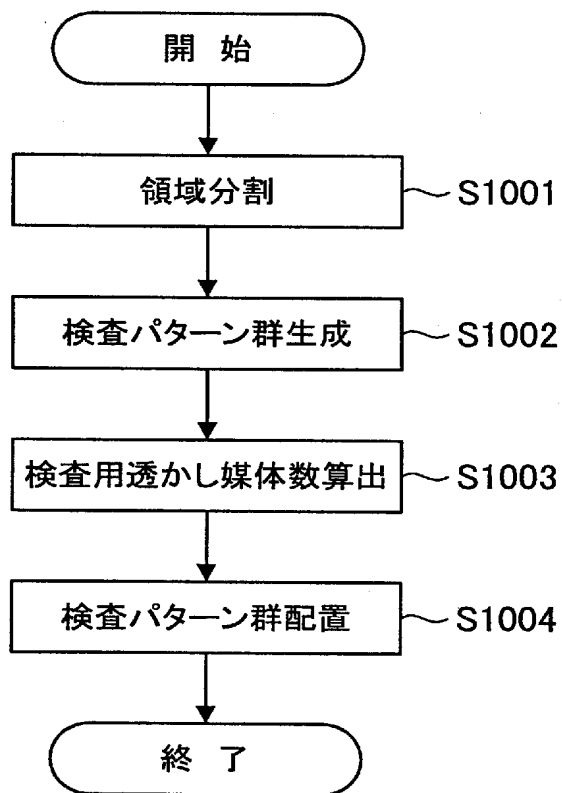 開 始
領域分割 S1001
検査パターン群生成 S1002
検査用透かし媒体数算出 S1003
検査パターン群配置 S1004
終 了